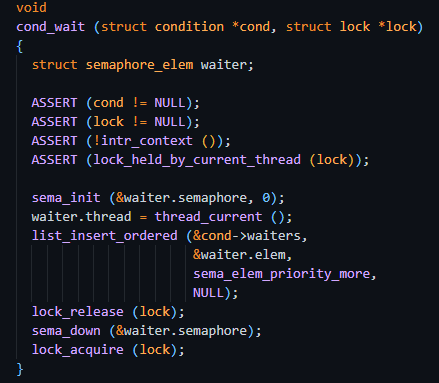 void
cond_wait (struct condition *cond, struct lock *lock)
{
  struct semaphore_elem waiter;

  ASSERT (cond != NULL);
  ASSERT (lock != NULL);
  ASSERT (!intr_context ());
  ASSERT (lock_held_by_current_thread (lock));

  sema_init (&waiter.semaphore, 0);
  waiter.thread = thread_current ();
  list_insert_ordered (&cond->waiters,
                       &waiter.elem,
                       sema_elem_priority_more,
                       NULL);
  lock_release (lock);
  sema_down (&waiter.semaphore);
  lock_acquire (lock);
}